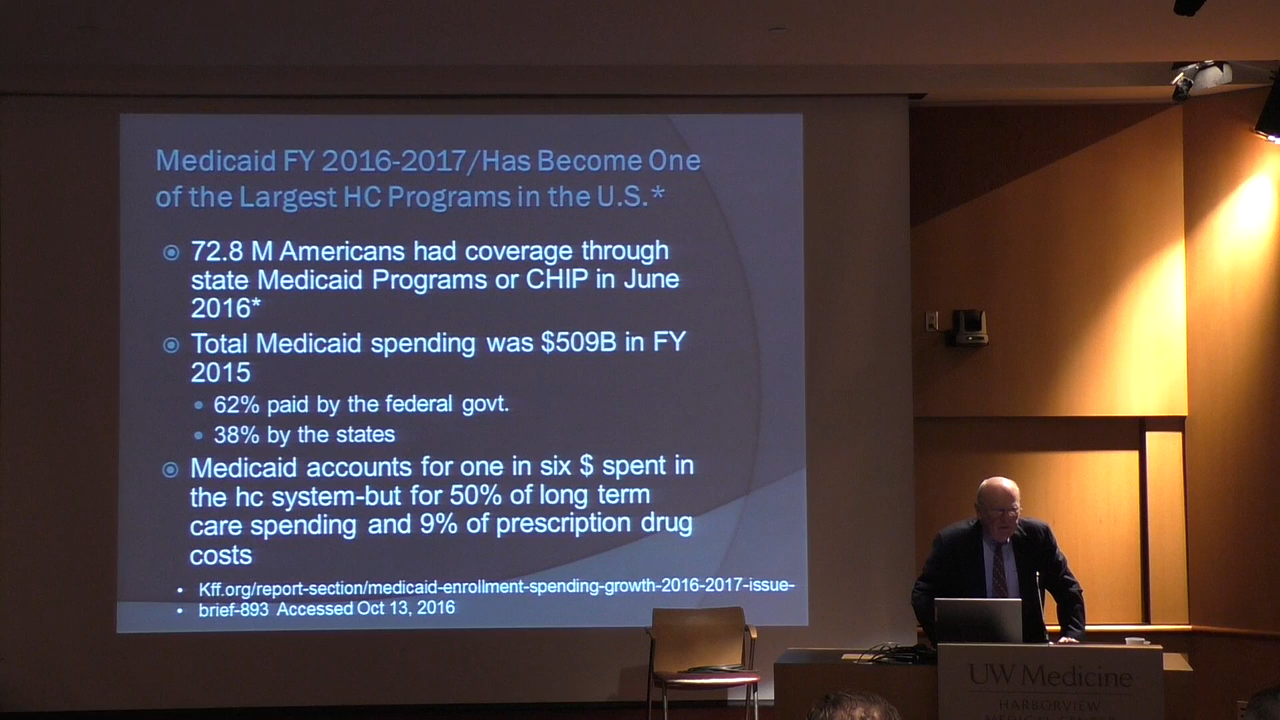 Medicaid FY 2016-2017/Has Become One
of the Largest HC Programs in the U.S.*
72.8 M Americans had coverage through
state Medicaid Programs or CHIP in June
2016*
Total Medicaid spending was $509B in FY
2015
62% paid by the federal govt.
38% by the states
Medicaid accounts for one in six $ spent in
the hc system-but for 50% of long term
care spending and 9% of prescription drug
costs
Kff.org/report-section/medicaid-enrollment-spending-growth-2016-2017-issue-
brief-893 Accessed Oct 13, 2016
UW Medicine
HARBORVIEW
MEDICAL CENTER